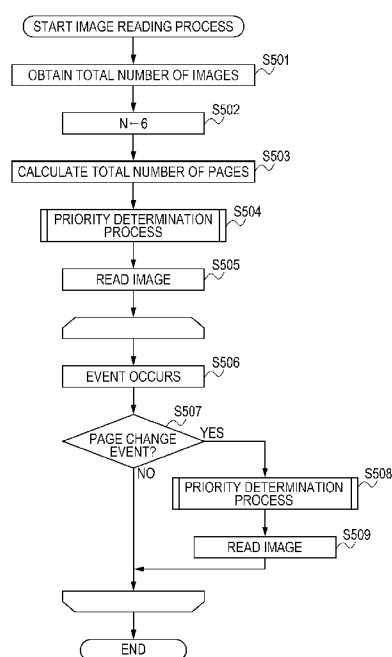 START IMAGE READING PROCESS
S501
OBTAIN TOTAL NUMBER OF IMAGES
S502
N←6
S503
CALCULATE TOTAL NUMBER OF PAGES
S504
PRIORITY DETERMINATION
PROCESS
S505
READ IMAGE
S506
EVENT OCCURS
S507
PAGE CHANGE
EVENT?
YES
NO
S508
PRIORITY DETERMINATION
PROCESS
S509
READ IMAGE
END